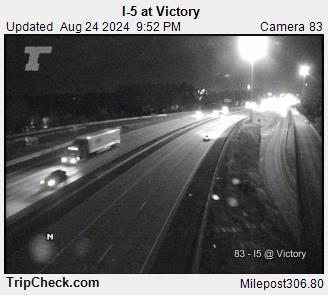 I-5 at Victory
Updated  Aug 24 2024  9:52 PM
Camera 83
T
N
83 - I5 @ Victory
TripCheck.com
Milepost306.80